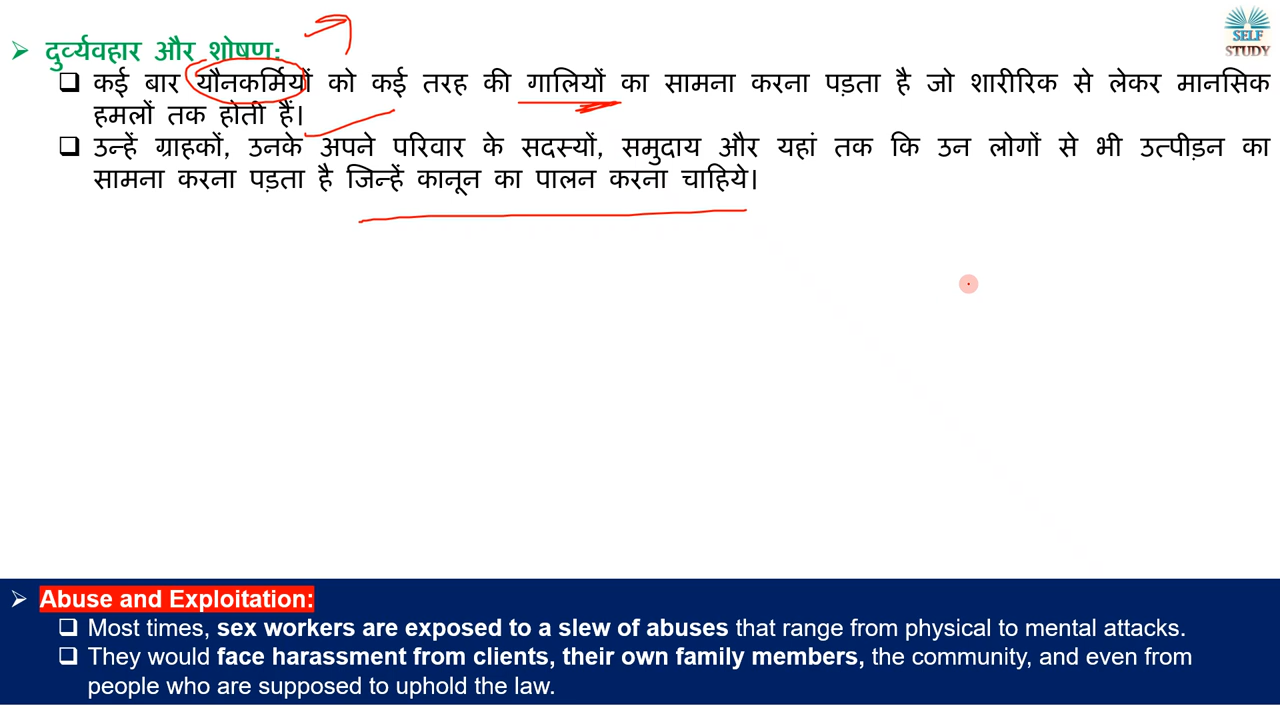 SELF
STUDY
➢ दुर्व्यवहार और शोषण:
❑ कई बार यौनकर्मियों को कई तरह की गालियों का सामना करना पड़ता है जो शारीरिक से लेकर मानसिक
हमलों तक होती हैं।
❑ उन्हें ग्राहकों, उनके अपने परिवार के सदस्यों, समुदाय और यहां तक कि उन लोगों से भी उत्पीड़न का
सामना करना पड़ता है जिन्हें कानून का पालन करना चाहिये।
➢ Abuse and Exploitation:
❑ Most times, sex workers are exposed to a slew of abuses that range from physical to mental attacks.
❑ They would face harassment from clients, their own family members, the community, and even from
people who are supposed to uphold the law.